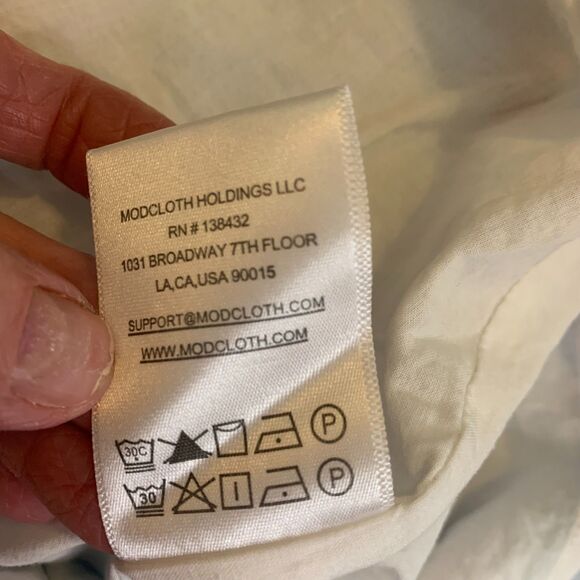 MODCLOTH HOLDINGS LLC
RN # 138432
1031 BROADWAY 7TH FLOOR
LA,CA,USA 90015
SUPPORT@MODCLOTH.COM
WWW.MODCLOTH.COM
30C P
30 P